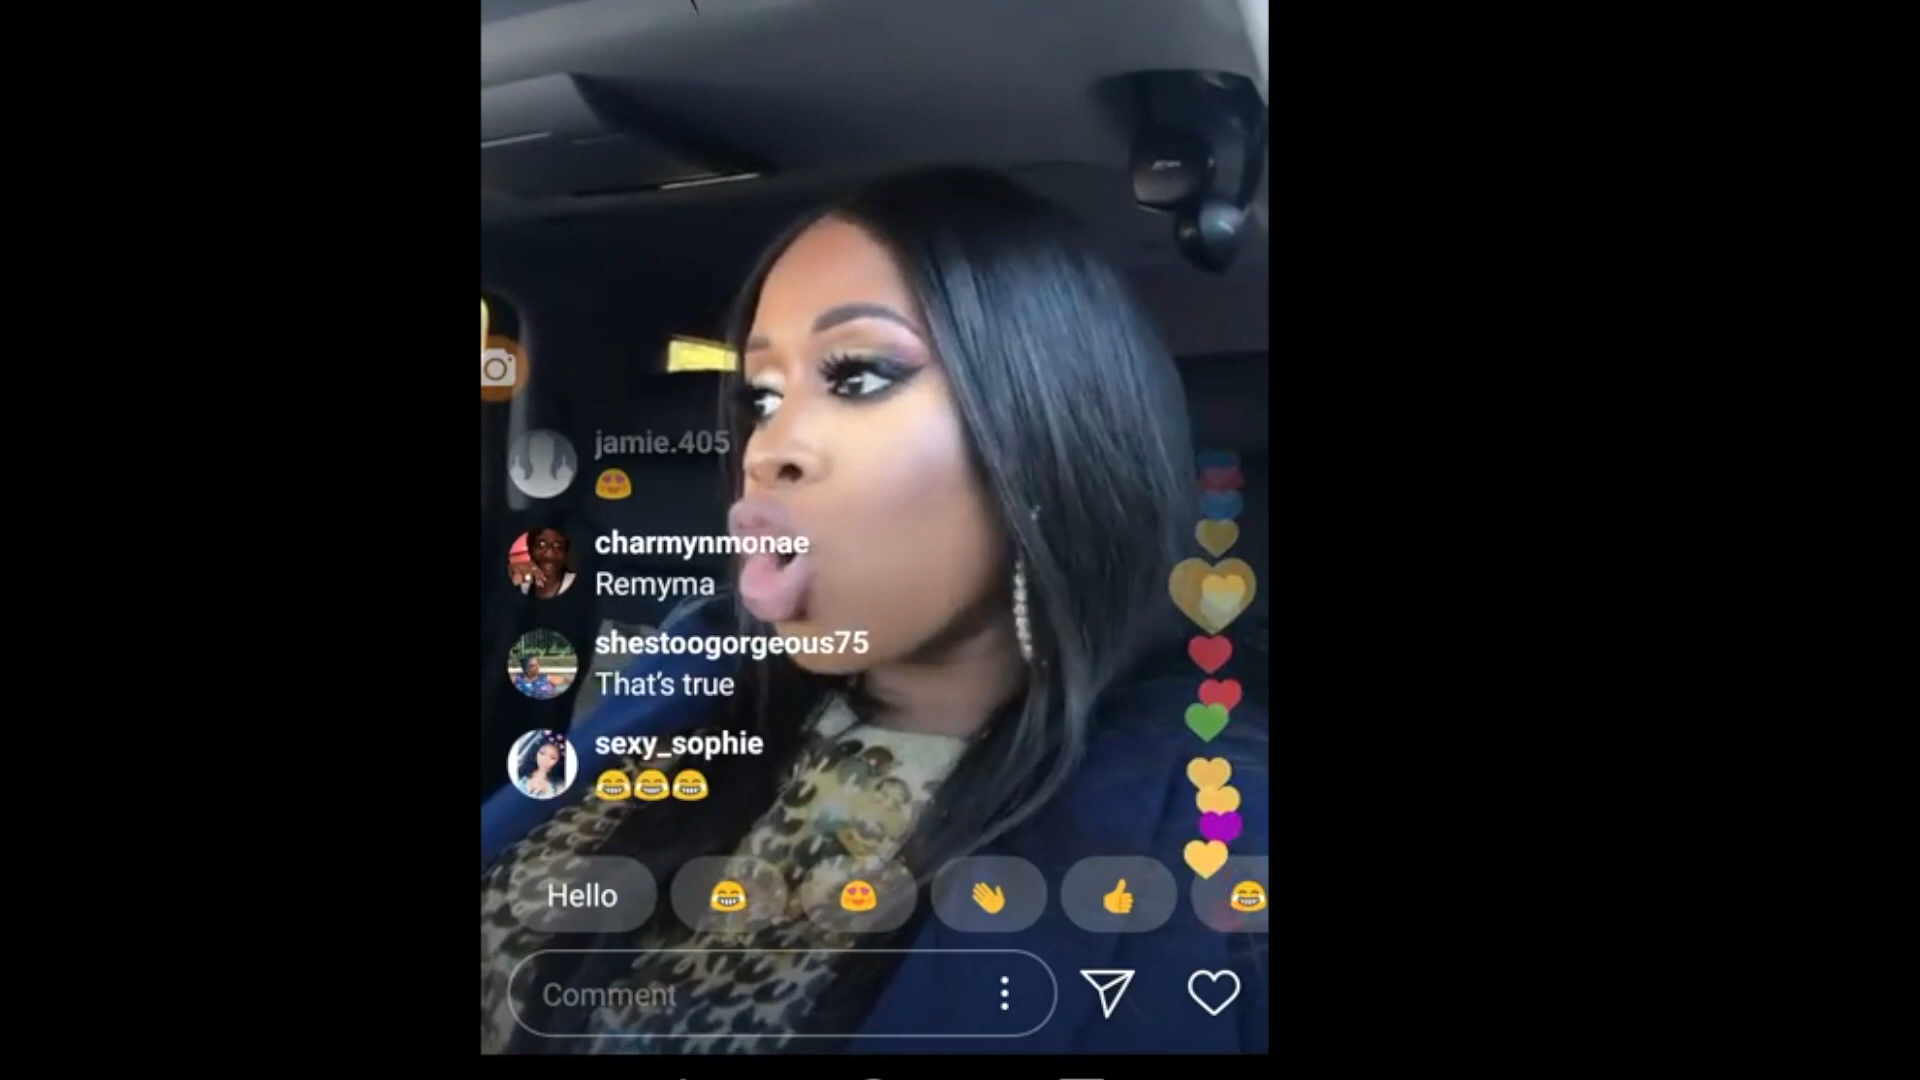 jamie.405
😍
charmynmonae
Remyma
shestoogorgeous75
That's true
sexy_sophie
😂😂😂
Hello 😂 😍 👋 👍 😂
Comment